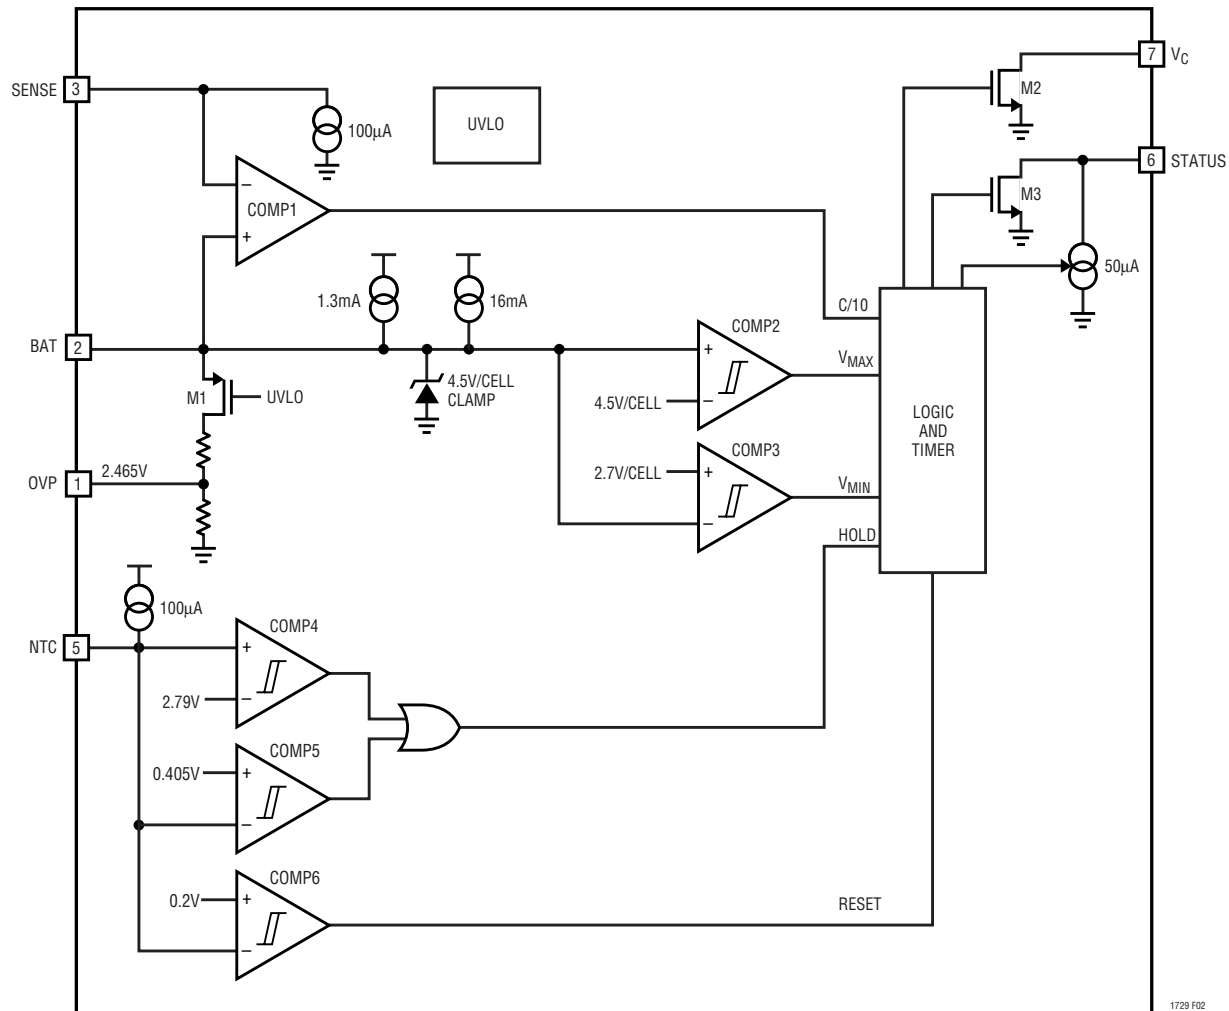 7
V_C
SENSE
3
M2
100µA
UVLO
6
STATUS
M3
−
COMP1
+
1.3mA
16mA
50µA
C/10
COMP2
BAT
2
+
V_MAX
M1
UVLO
4.5V/CELL
CLAMP
4.5V/CELL
−
LOGIC
AND
TIMER
COMP3
OVP
1
2.465V
2.7V/CELL
+
V_MIN
−
HOLD
100µA
COMP4
NTC
5
+
2.79V
−
COMP5
0.405V
+
−
COMP6
0.2V
+
RESET
−
1729 F02